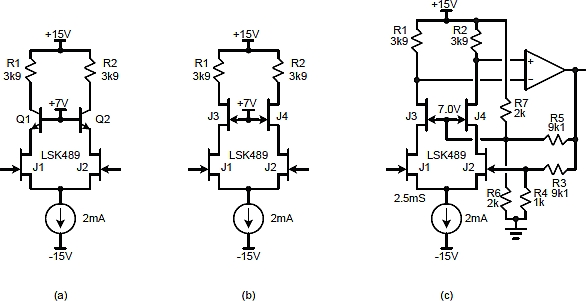 +15V
R1
3k9
R2
3k9
+7V
Q1
Q2
LSK489
J1
J2
2mA
-15V
(a)
+15V
R1
3k9
R2
3k9
+7V
J3
J4
LSK489
J1
J2
2mA
-15V
(b)
+15V
R1
3k9
R2
3k9
+
−
R7
2k
7.0V
J3
J4
R5
9k1
LSK489
J1
J2
R3
9k1
2.5mS
R6
2k
R4
1k
2mA
-15V
(c)